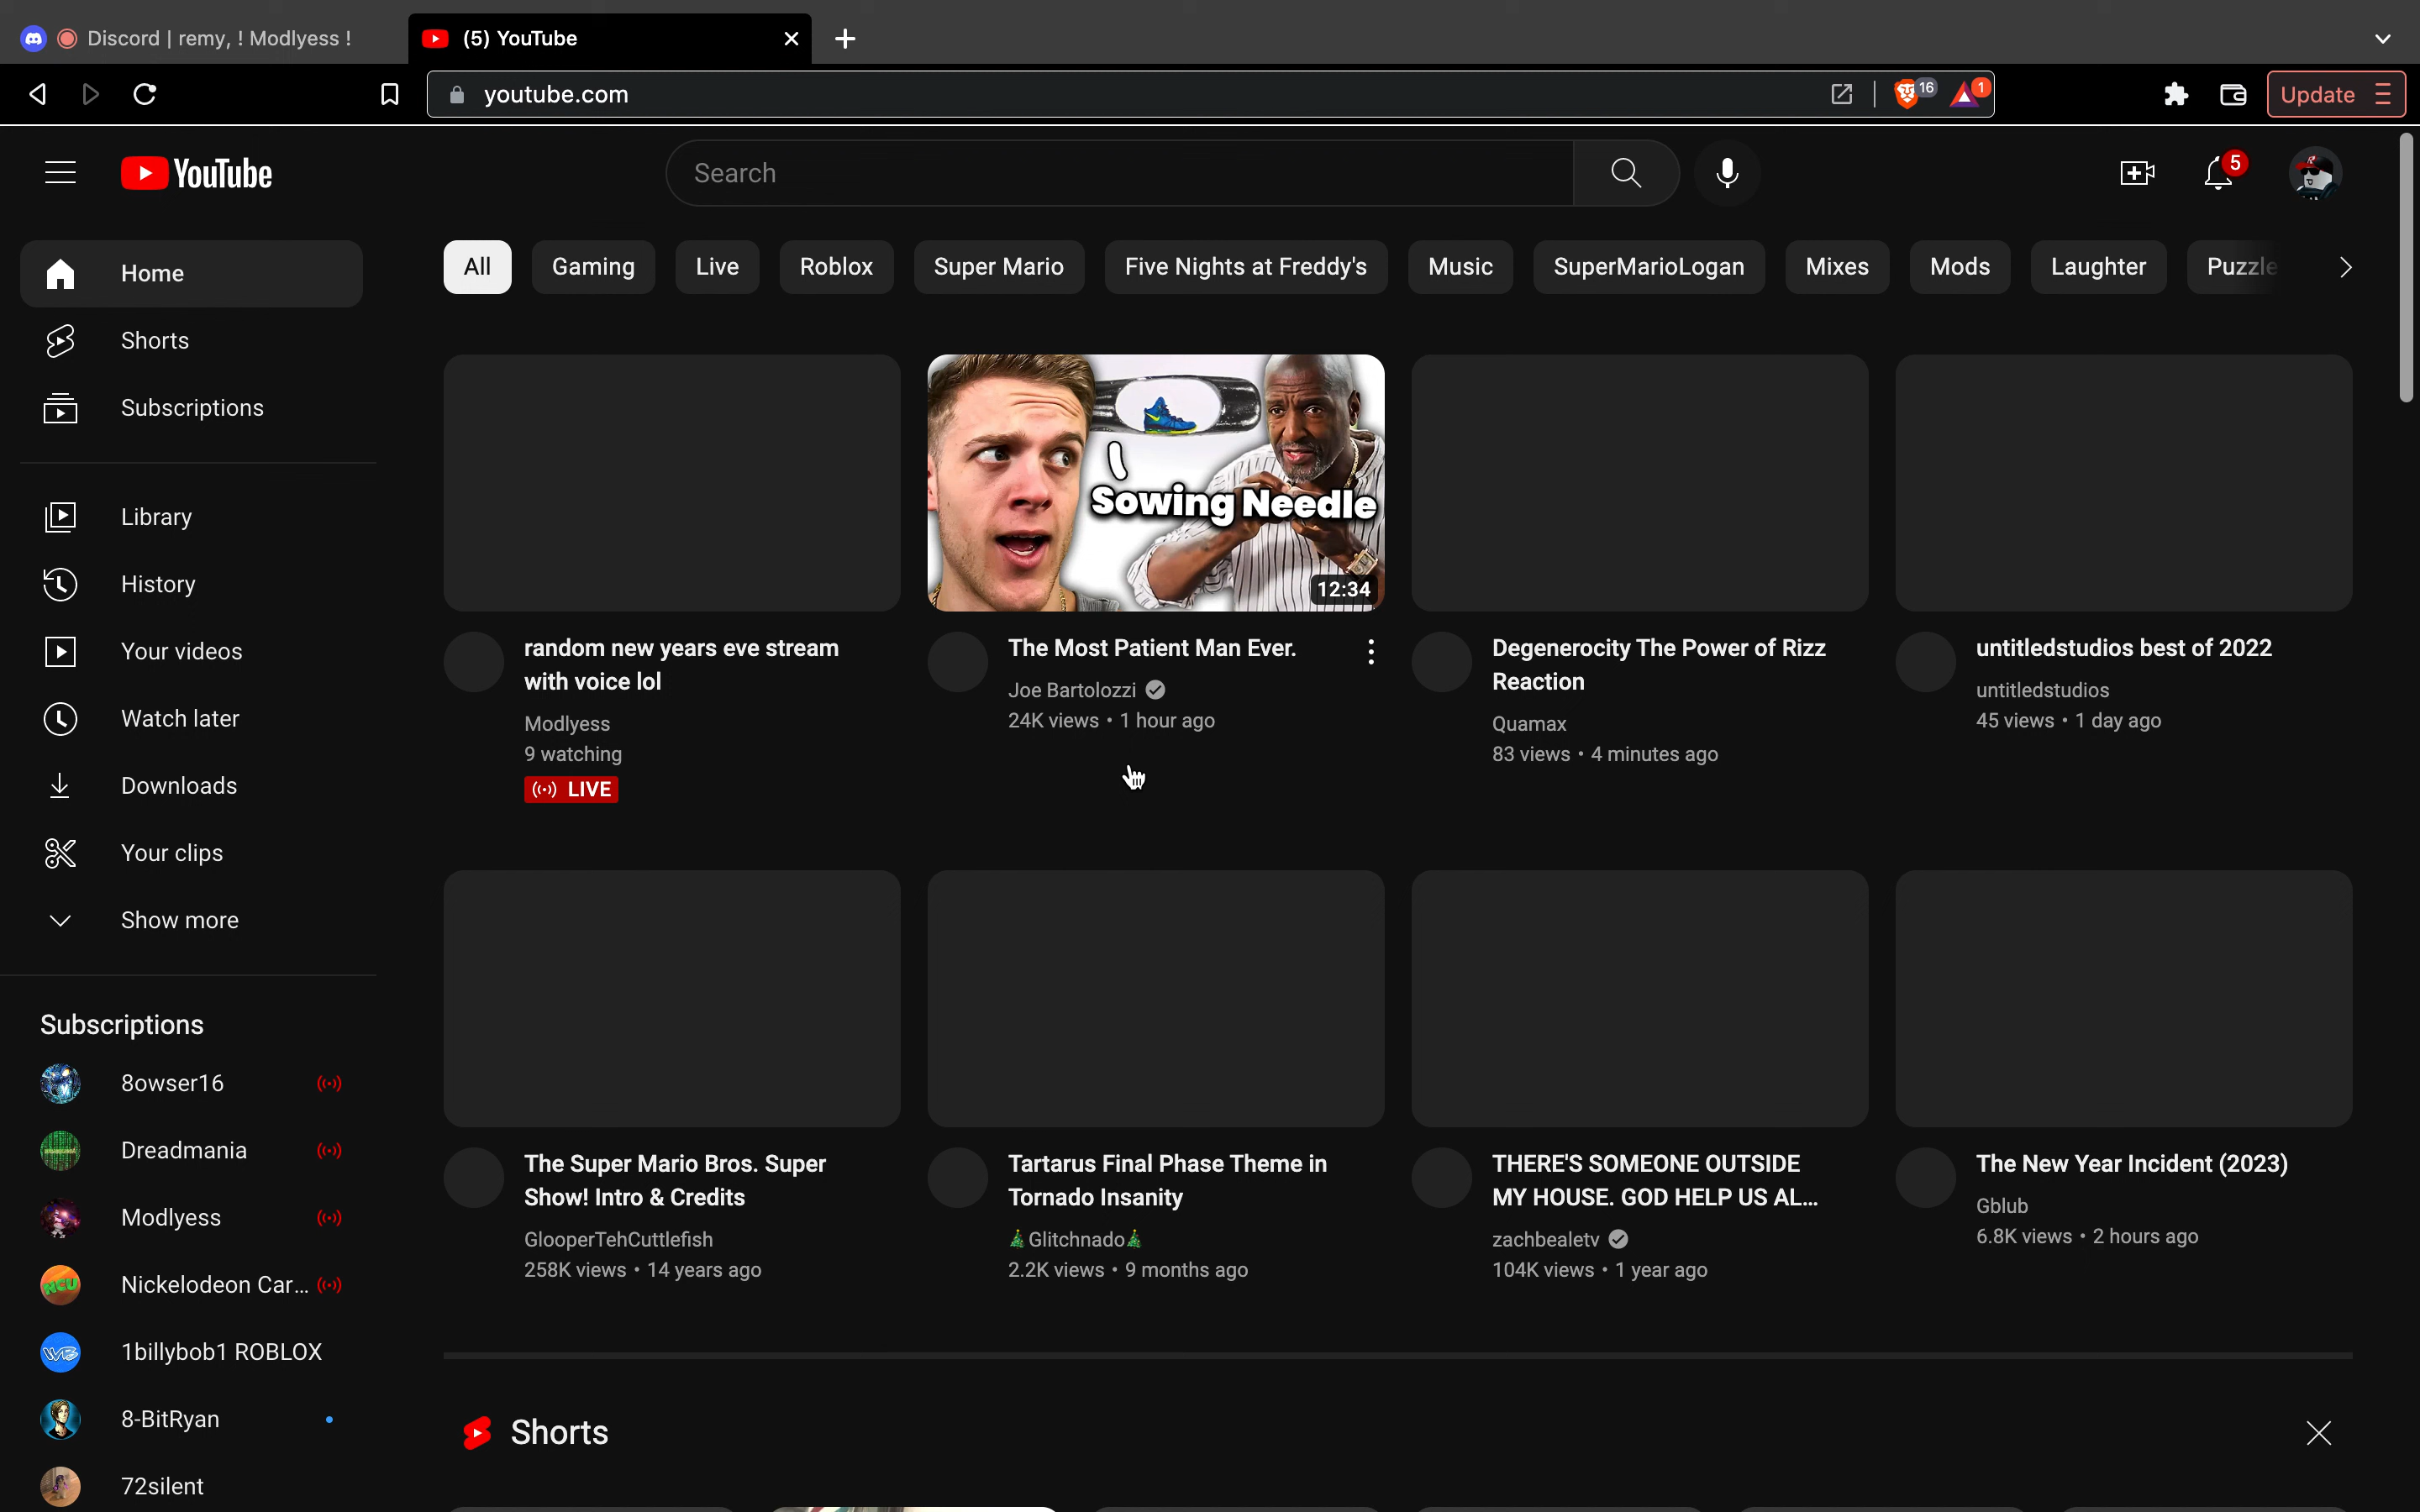 Discord | remy, ! Modlyess !
(5) YouTube
youtube.com
16
1
Update
YouTube
Search
5
Home
Shorts
Subscriptions
Library
History
Your videos
Watch later
Downloads
Your clips
Show more
Subscriptions
8owser16
Dreadmania
Modlyess
NCU
Nickelodeon Car...
WB
1billybob1 ROBLOX
8-BitRyan
72silent
All
Gaming
Live
Roblox
Super Mario
Five Nights at Freddy's
Music
SuperMarioLogan
Mixes
Mods
Laughter
Puzzle
random new years eve stream
with voice lol
Modlyess
9 watching
LIVE
Sowing Needle
12:34
The Most Patient Man Ever.
Joe Bartolozzi
24K views • 1 hour ago
Degenerocity The Power of Rizz
Reaction
Quamax
83 views • 4 minutes ago
untitledstudios best of 2022
untitledstudios
45 views • 1 day ago
The Super Mario Bros. Super
Show! Intro & Credits
GlooperTehCuttlefish
258K views • 14 years ago
Tartarus Final Phase Theme in
Tornado Insanity
🎄Glitchnado🎄
2.2K views • 9 months ago
THERE'S SOMEONE OUTSIDE
MY HOUSE. GOD HELP US AL...
zachbealetv
104K views • 1 year ago
The New Year Incident (2023)
Gblub
6.8K views • 2 hours ago
Shorts